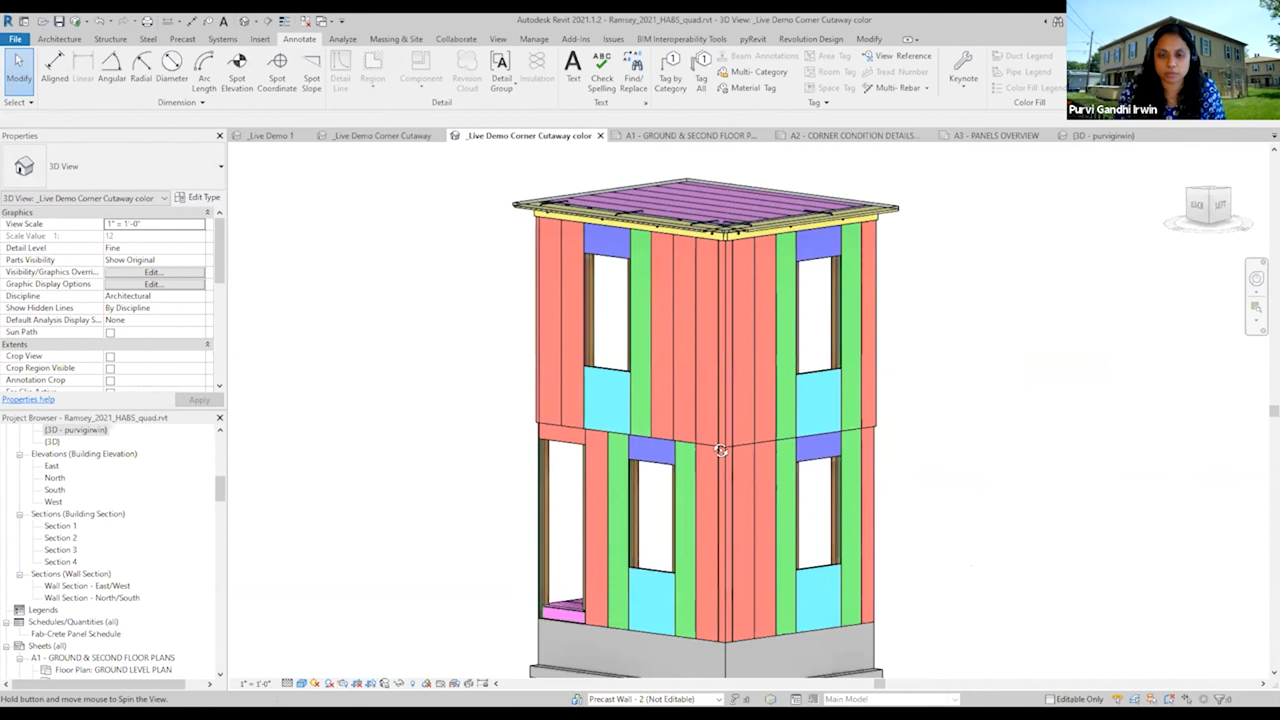 Autodesk Revit 2021.1.2 - Ramsey_2021_HABS_quad.rvt - 3D View: _Live Demo Corner Cutaway color
File Architecture Structure Steel Precast Systems Insert Annotate Analyze Massing & Site Collaborate View Manage Add-Ins Issues BIM Interoperability Tools pyRevit Revolution Design Modify
Modify Aligned Linear Angular Radial Diameter Arc Length Spot Elevation Spot Coordinate Spot Slope Detail Line Region Component Revision Cloud Detail Group Insulation Text Check Spelling Find/ Replace Tag by Category Tag All
Beam Annotations Area Tag View Reference
Multi- Category Room Tag Tread Number
Material Tag Space Tag Multi- Rebar
Keynote
Duct Legend
Pipe Legend
Color Fill Legend
Select Dimension Detail Text Tag Color Fill
Purvi Gandhi Irwin
_Live Demo 1 _Live Demo Corner Cutaway _Live Demo Corner Cutaway color A1 - GROUND & SECOND FLOOR P... A2 - CORNER CONDITION DETAILS... A3 - PANELS OVERVIEW {3D - purviginwin}
Properties
3D View
3D View: _Live Demo Corner Cutaway color Edit Type
Graphics
View Scale 1" = 1'-0"
Scale Value 1: 12
Detail Level Fine
Parts Visibility Show Original
Visibility/Graphics Overri... Edit...
Graphic Display Options Edit...
Discipline Architectural
Show Hidden Lines By Discipline
Default Analysis Display S... None
Sun Path
Extents
Crop View
Crop Region Visible
Annotation Crop
Properties help Apply
Project Browser - Ramsey_2021_HABS_quad.rvt
{3D - purviginwin}
{3D}
Elevations (Building Elevation)
East
North
South
West
Sections (Building Section)
Section 1
Section 2
Section 3
Section 4
Sections (Wall Section)
Wall Section - East/West
Wall Section - North/South
Legends
Schedules/Quantities (all)
Fab-Crete Panel Schedule
Sheets (all)
A1 - GROUND & SECOND FLOOR PLANS
Floor Plan: GROUND LEVEL PLAN
BACK LEFT
1" = 1'-0"
Hold button and move mouse to Spin the View.
Precast Wall - 2 (Not Editable) :0 Main Model Editable Only :0